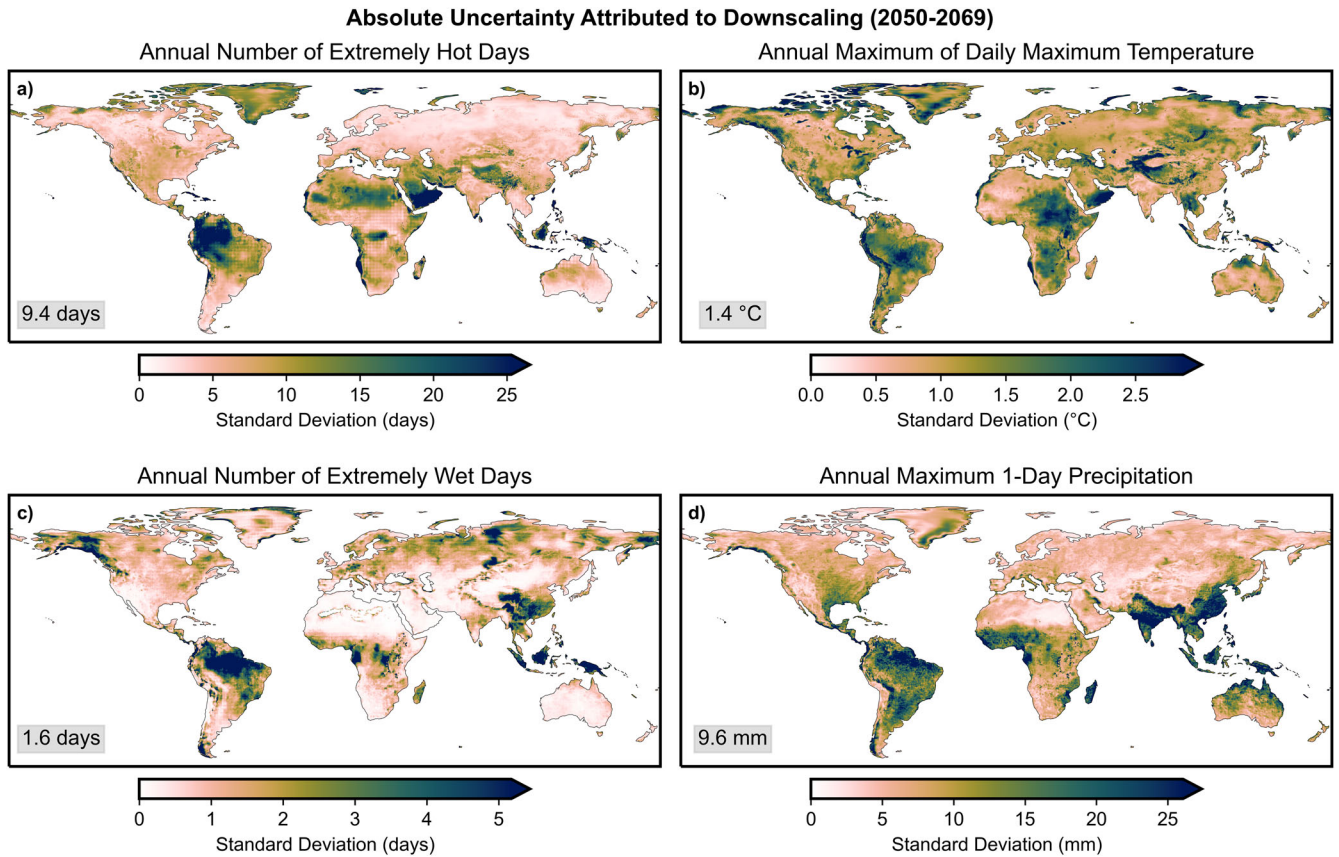 Absolute Uncertainty Attributed to Downscaling (2050-2069)
Annual Number of Extremely Hot Days
a)
9.4 days
0 5 10 15 20 25
Standard Deviation (days)
Annual Maximum of Daily Maximum Temperature
b)
1.4 °C
0.0 0.5 1.0 1.5 2.0 2.5
Standard Deviation (°C)
Annual Number of Extremely Wet Days
c)
1.6 days
0 1 2 3 4 5
Standard Deviation (days)
Annual Maximum 1-Day Precipitation
d)
9.6 mm
0 5 10 15 20 25
Standard Deviation (mm)